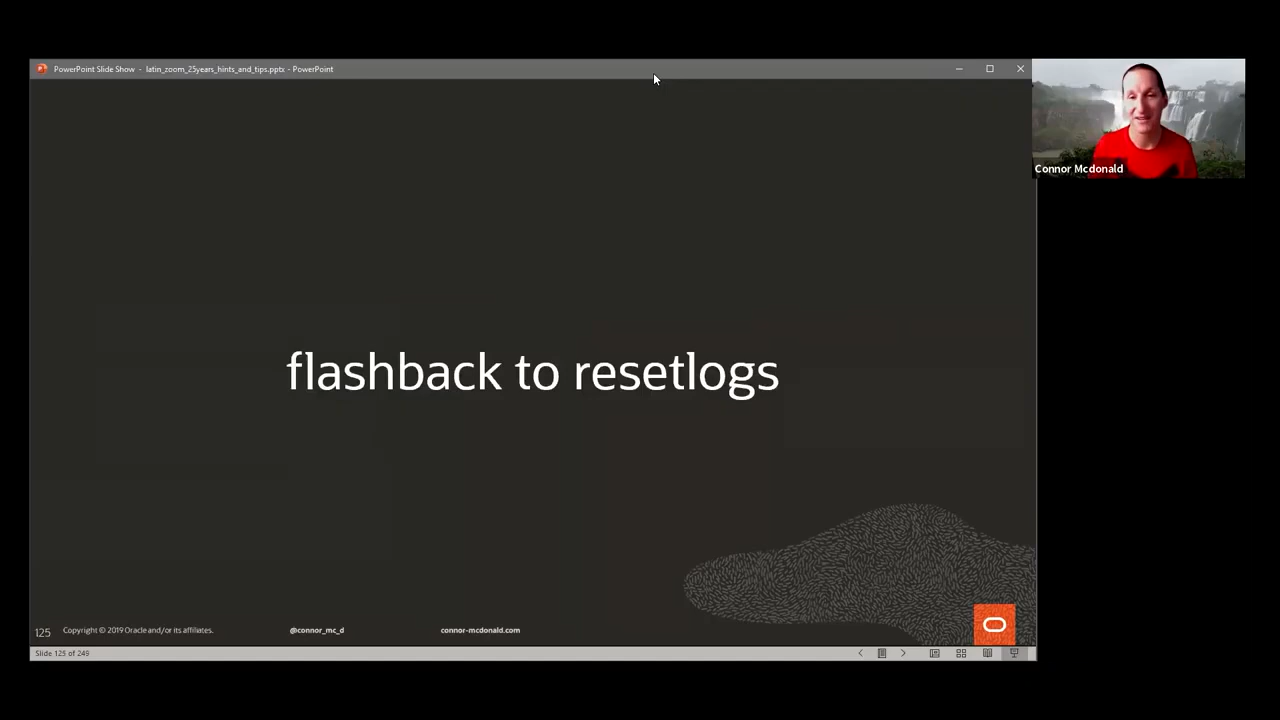 PowerPoint Slide Show - latin_zoom_25years_hints_and_tips.pptx - PowerPoint
Connor Mcdonald
flashback to resetlogs
125
Copyright © 2019 Oracle and/or its affiliates.
@connor_mc_d
connor-mcdonald.com
Slide 125 of 249